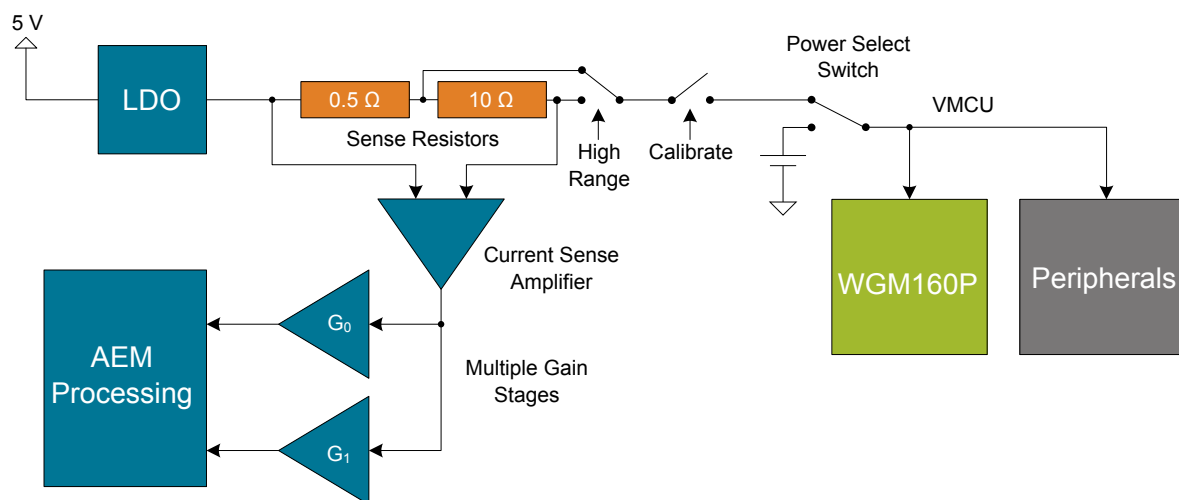 5 V
LDO
0.5 Ω
10 Ω
Sense Resistors
High
Range
Calibrate
Power Select
Switch
VMCU
WGM160P
Peripherals
Current Sense
Amplifier
G₀
Multiple Gain
Stages
G₁
AEM
Processing